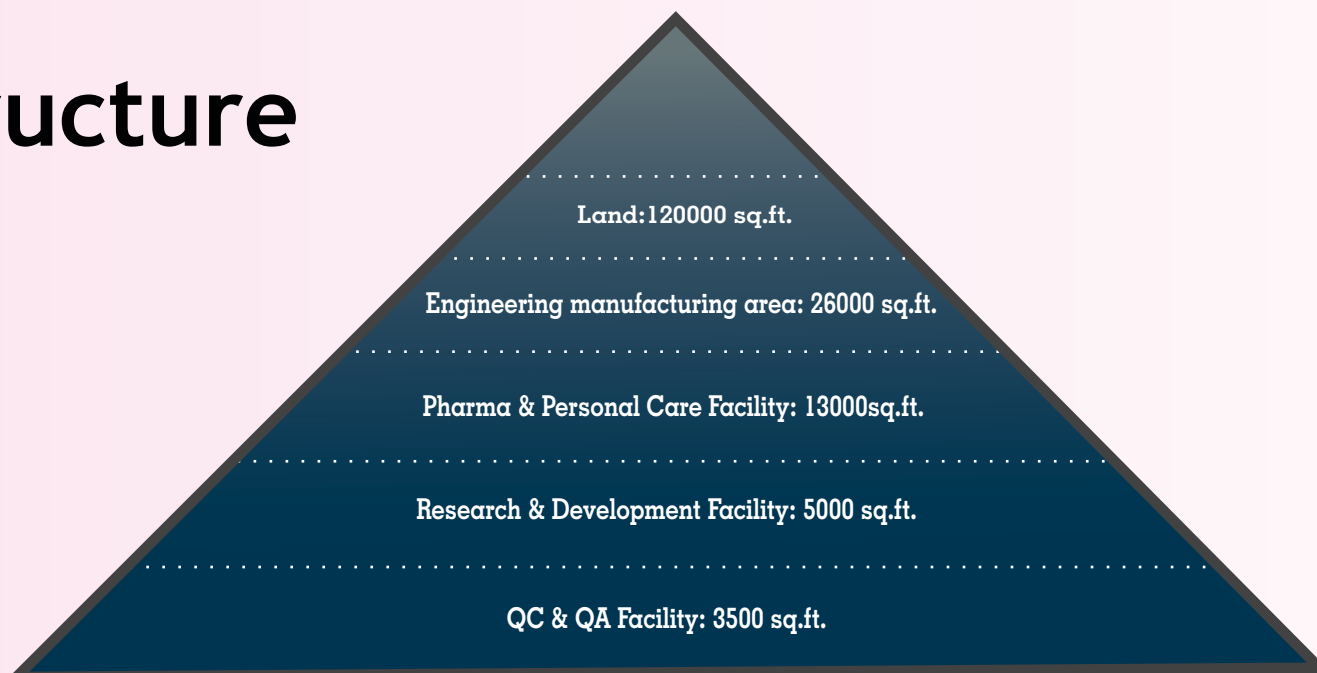 ucture
Land:120000 sq.ft.
Engineering manufacturing area: 26000 sq.ft.
Pharma & Personal Care Facility: 13000sq.ft.
Research & Development Facility: 5000 sq.ft.
QC & QA Facility: 3500 sq.ft.